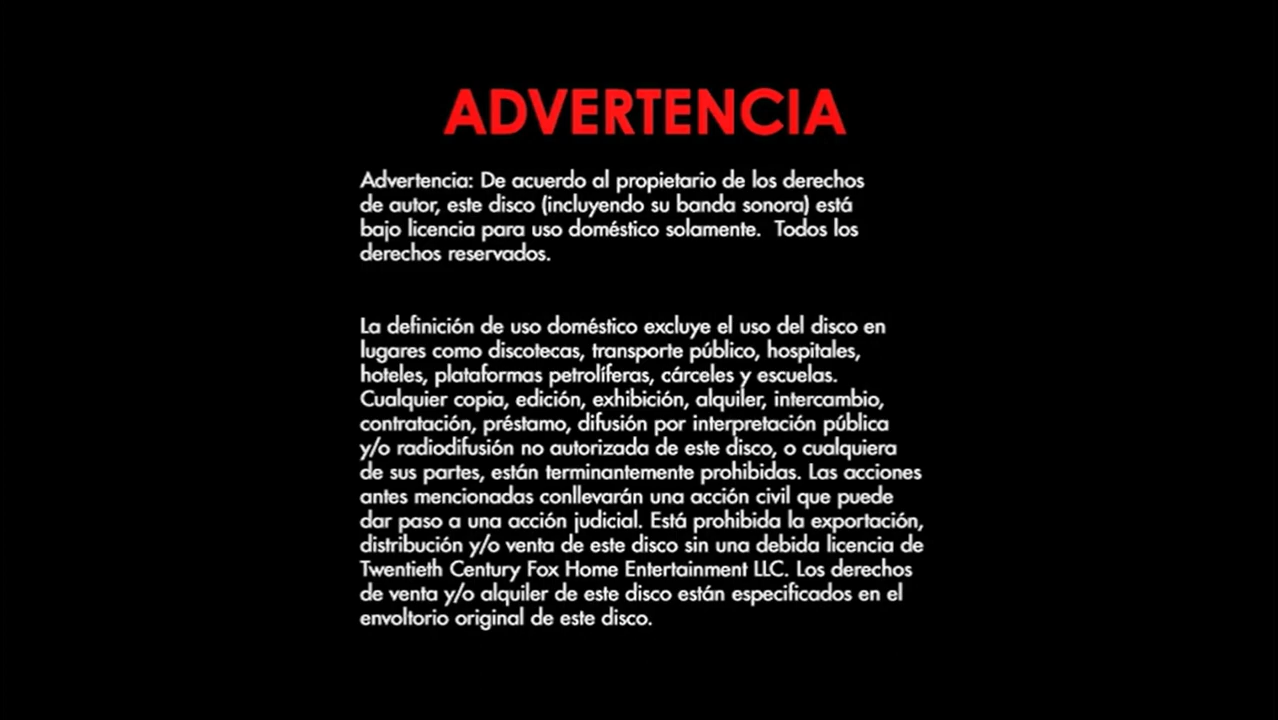 ADVERTENCIA
Advertencia: De acuerdo al propietario de los derechos
de autor, este disco (incluyendo su banda sonora) está
bajo licencia para uso doméstico solamente.  Todos los
derechos reservados.
La definición de uso doméstico excluye el uso del disco en
lugares como discotecas, transporte público, hospitales,
hoteles, plataformas petrolíferas, cárceles y escuelas.
Cualquier copia, edición, exhibición, alquiler, intercambio,
contratación, préstamo, difusión por interpretación pública
y/o radiodifusión no autorizada de este disco, o cualquiera
de sus partes, están terminantemente prohibidas. Las acciones
antes mencionadas conllevarán una acción civil que puede
dar paso a una acción judicial. Está prohibida la exportación,
distribución y/o venta de este disco sin una debida licencia de
Twentieth Century Fox Home Entertainment LLC. Los derechos
de venta y/o alquiler de este disco están especificados en el
envoltorio original de este disco.